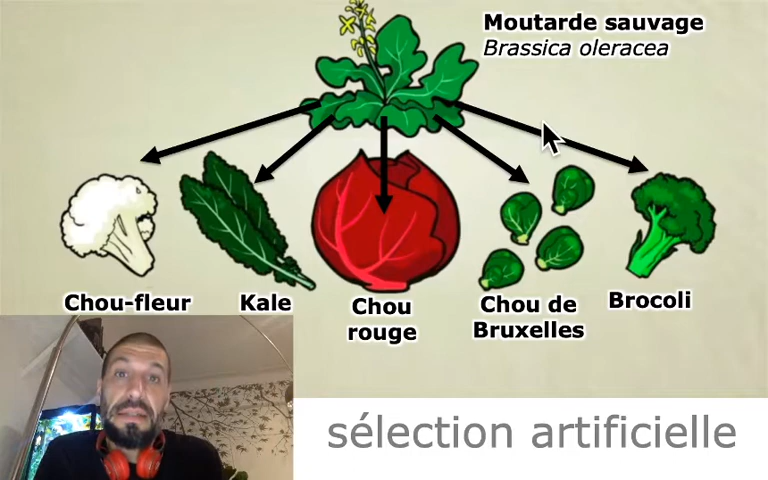 Moutarde sauvage
Brassica oleracea
Chou-fleur
Kale
Chou
rouge
Chou de
Bruxelles
Brocoli
sélection artificielle